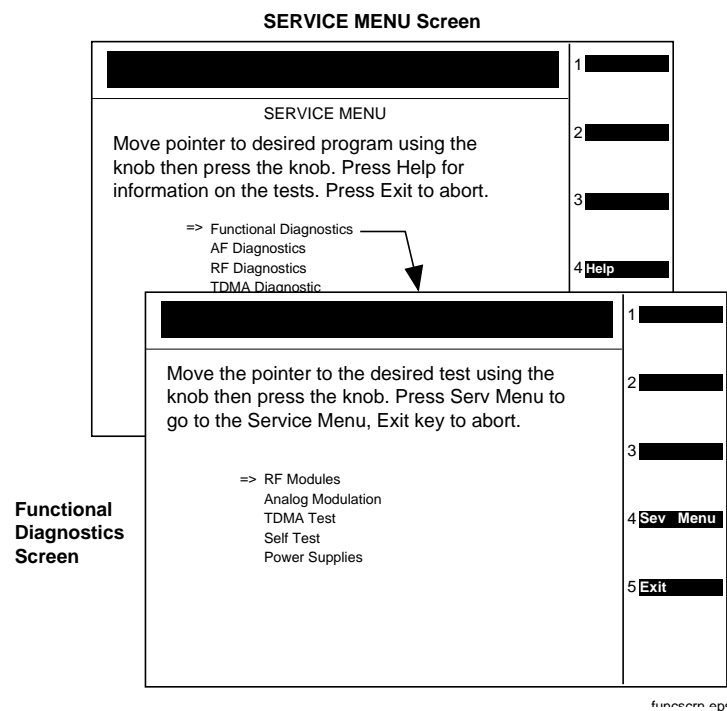 SERVICE MENU Screen
1
SERVICE MENU
Move pointer to desired program using the
knob then press the knob. Press Help for
information on the tests. Press Exit to abort.
2
3
=> Functional Diagnostics
AF Diagnostics
RF Diagnostics
TDMA Diagnostic
4 Help
1
Move the pointer to the desired test using the
knob then press the knob. Press Serv Menu to
go to the Service Menu, Exit key to abort.
2
3
=> RF Modules
Analog Modulation
TDMA Test
Self Test
Power Supplies
4 Sev Menu
5 Exit
Functional
Diagnostics
Screen
funcscrn.eps